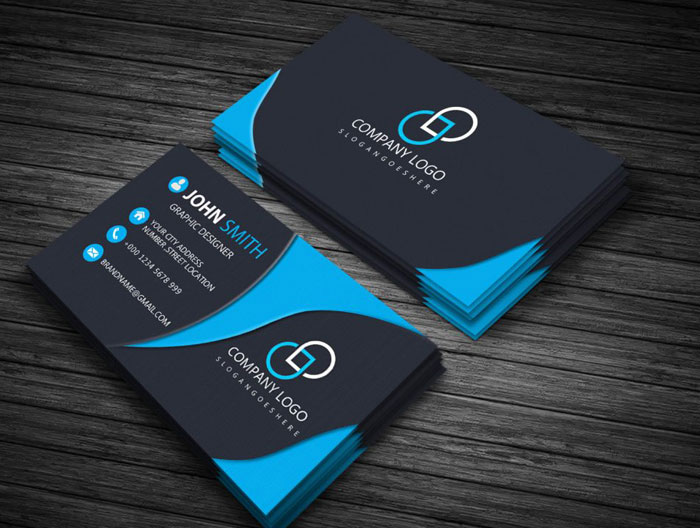 COMPANY LOGO
SLOGANGOESHERE
JOHN SMITH
GRAPHIC DESIGNER
YOUR CITY ADDRESS
NUMBER, STREET LOCATION
+000 1234 5678 999
BRANDNAME@GMAIL.COM
COMPANY LOGO
SLOGANGOESHERE